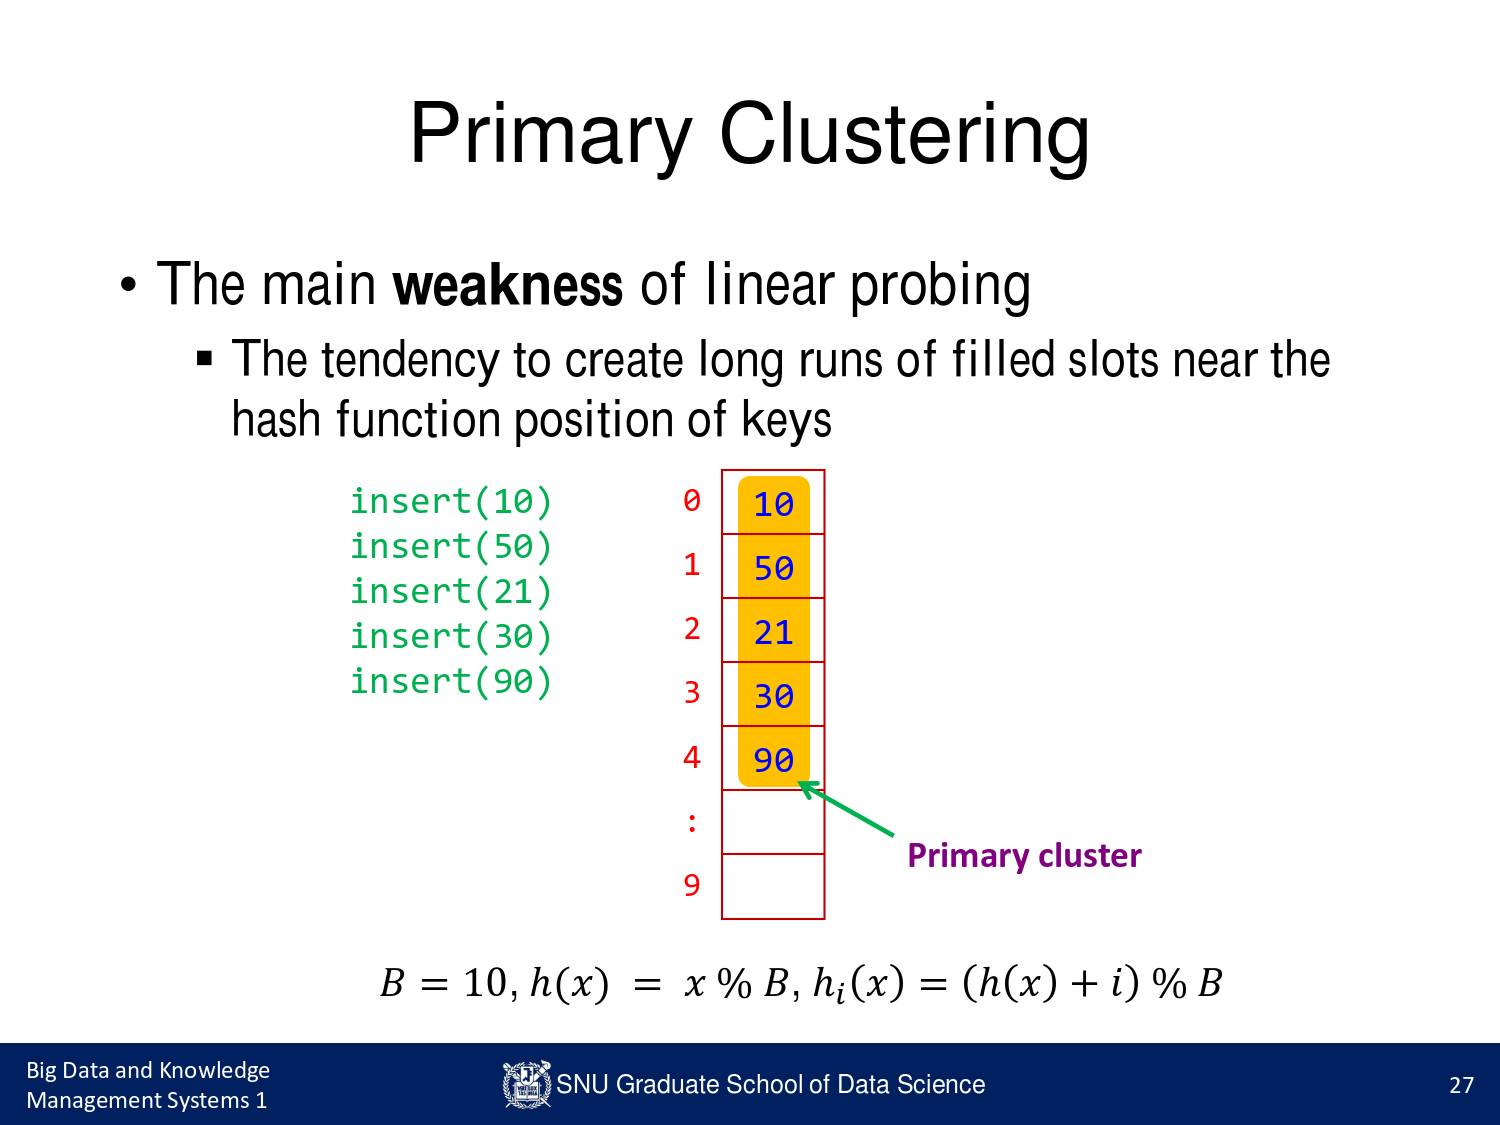 Primary Clustering
• The main weakness of linear probing
▪ The tendency to create long runs of filled slots near the
hash function position of keys
insert(10)
insert(50)
insert(21)
insert(30)
insert(90)
0 10
1 50
2 21
3 30
4 90
:
9
Primary cluster
B = 10, h(x) = x % B, hᵢ(x) = (h(x) + i) % B
Big Data and Knowledge
Management Systems 1
SNU Graduate School of Data Science
27